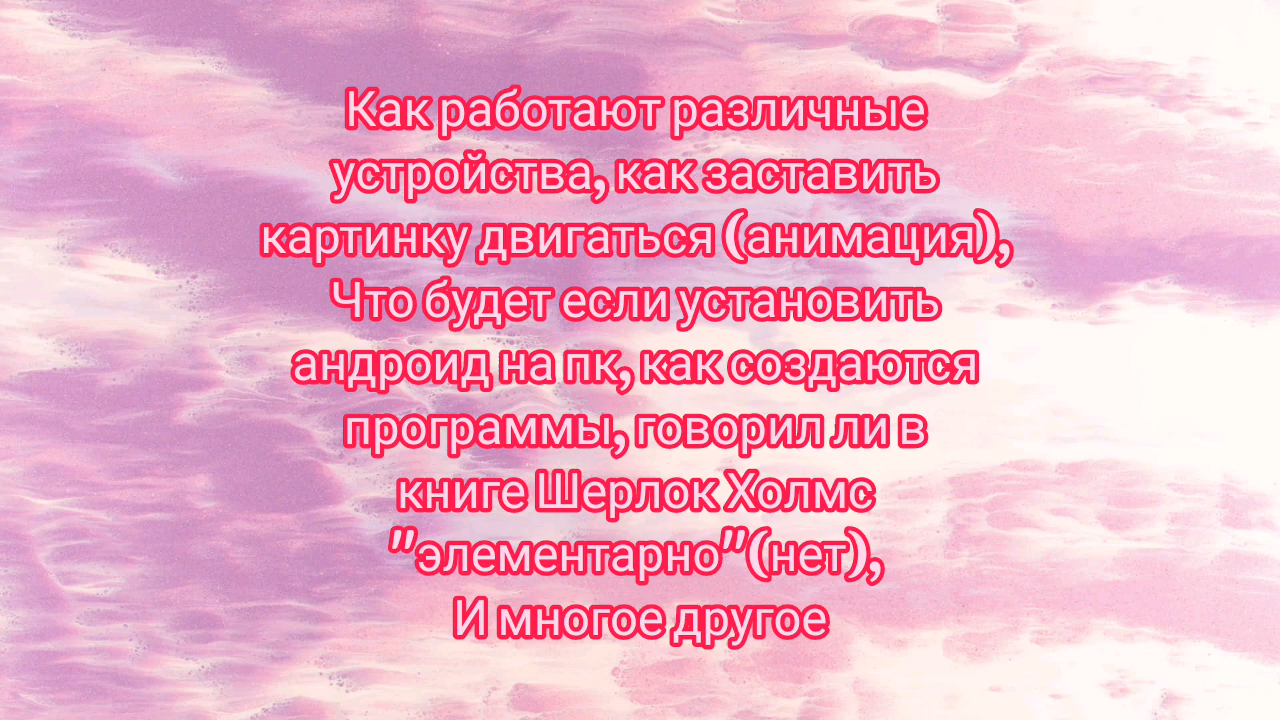 Как работают различные
устройства, как заставить
картинку двигаться (анимация),
Что будет если установить
андроид на пк, как создаются
программы, говорил ли в
книге Шерлок Холмс
"элементарно"(нет),
И многое другое